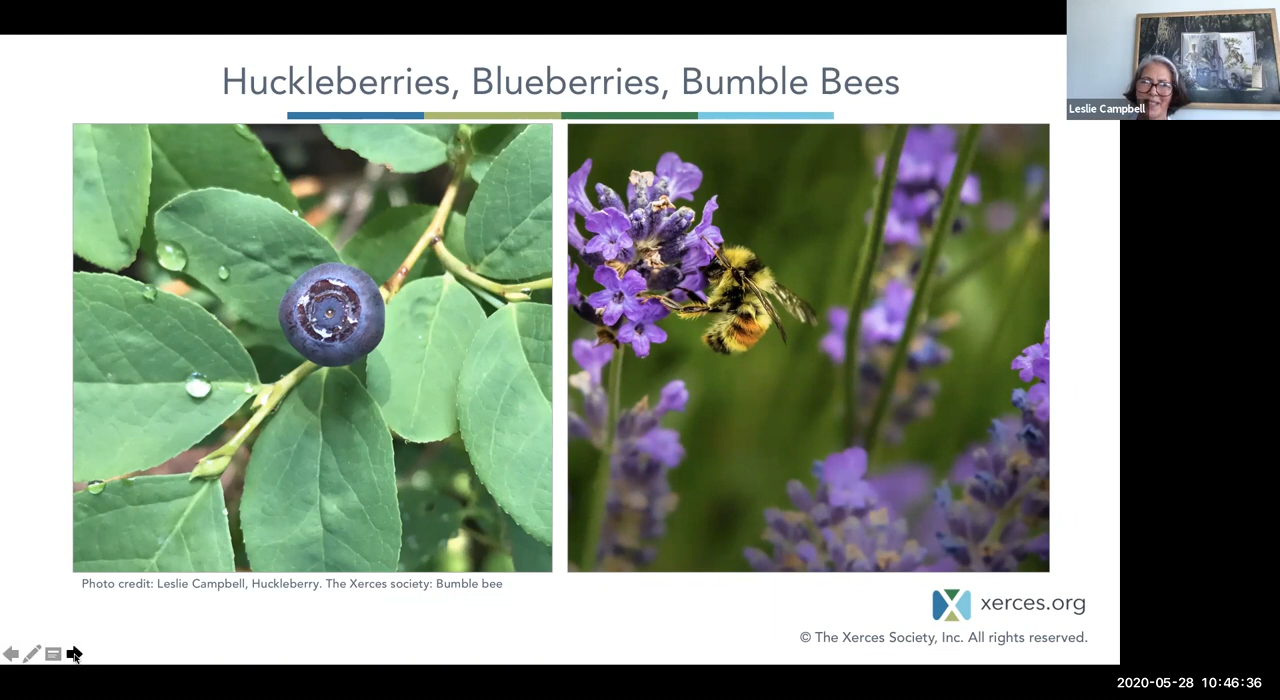 Huckleberries, Blueberries, Bumble Bees
Leslie Campbell
Photo credit: Leslie Campbell, Huckleberry. The Xerces society: Bumble bee
xerces.org
© The Xerces Society, Inc. All rights reserved.
2020-05-28 10:46:36